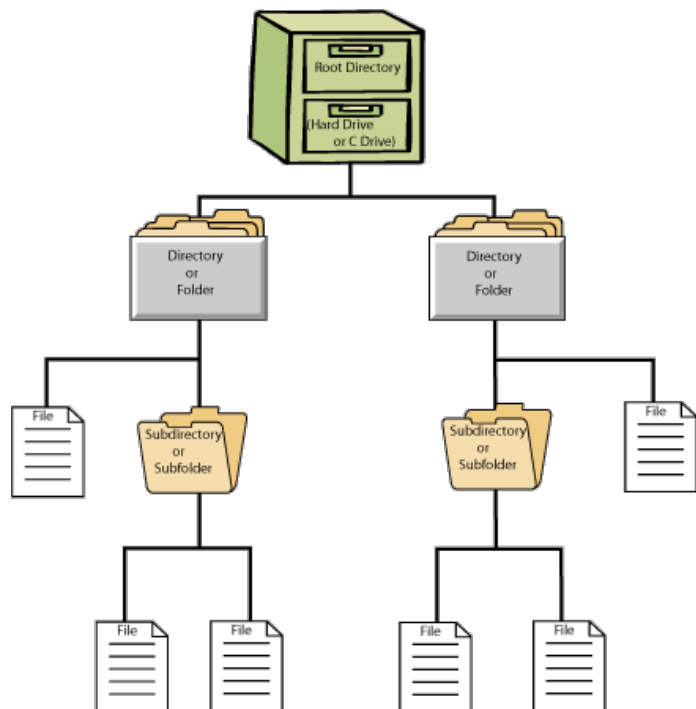 Root Directory
(Hard Drive
or C Drive)
Directory
or
Folder
Directory
or
Folder
File
Subdirectory
or
Subfolder
Subdirectory
or
Subfolder
File
File
File
File
File